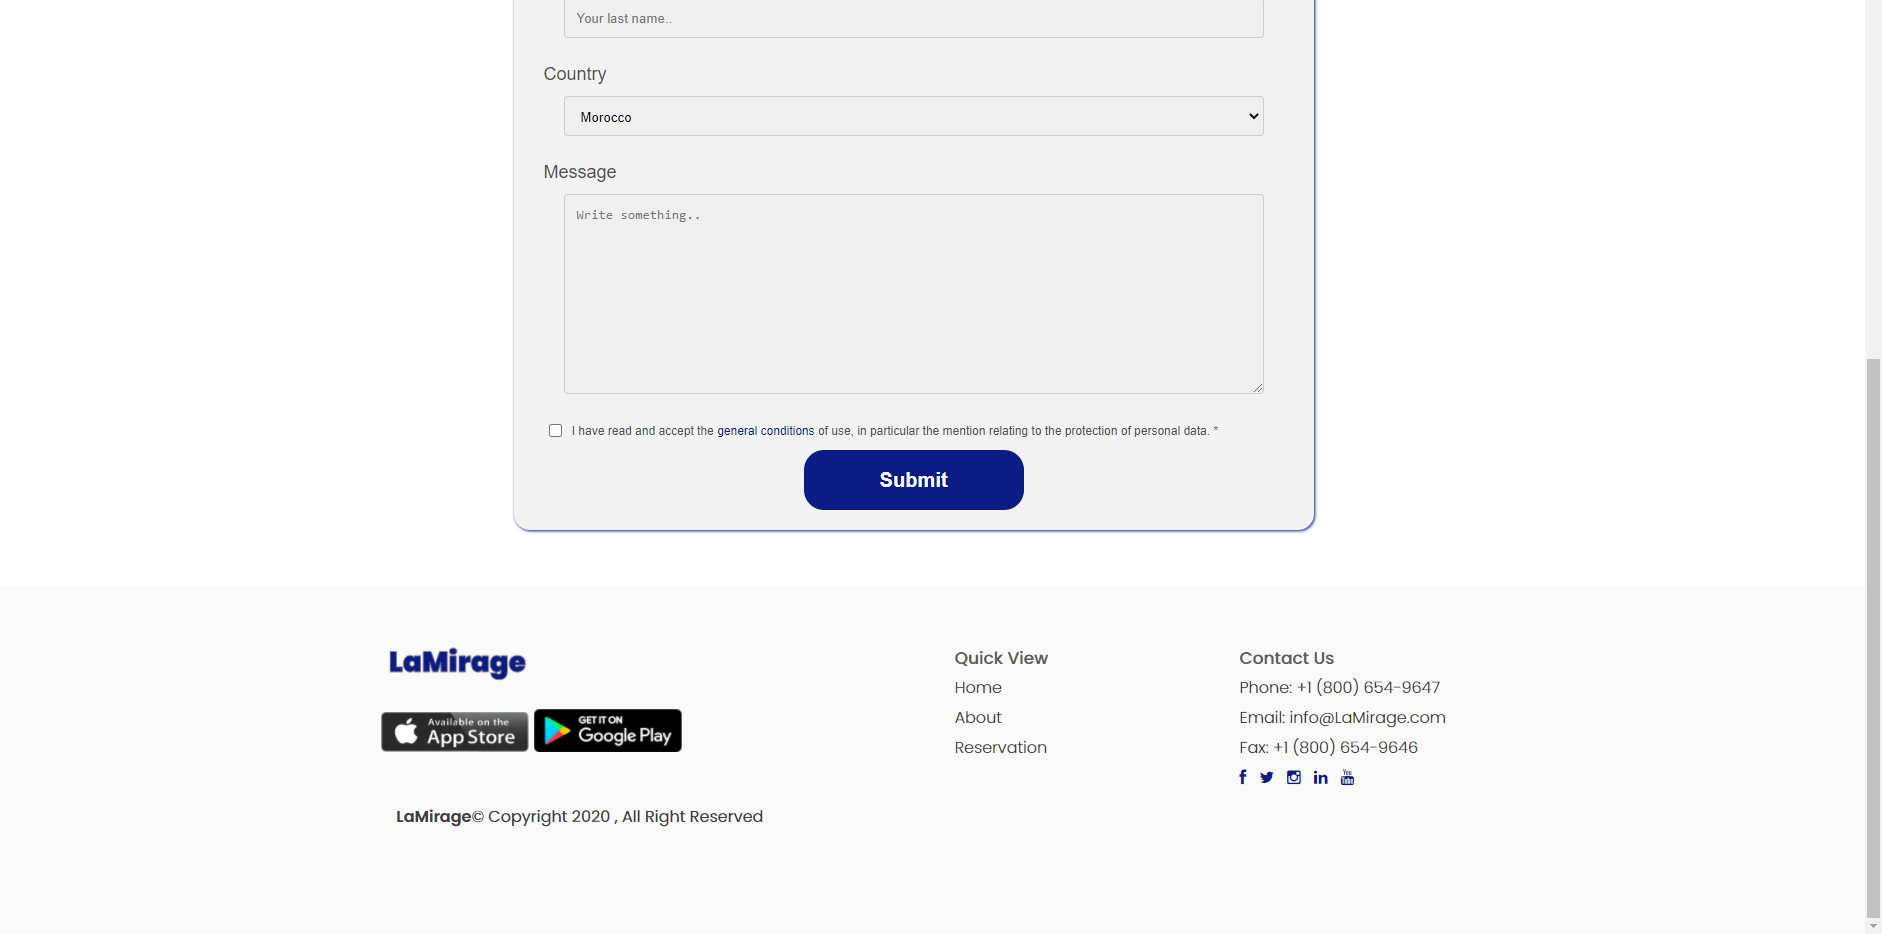 Your last name..
Country
Morocco
Message
Write something..
I have read and accept the general conditions of use, in particular the mention relating to the protection of personal data. *
Submit
LaMirage
Available on the
App Store
GET IT ON
Google Play
LaMirage© Copyright 2020 , All Right Reserved
Quick View
Home
About
Reservation
Contact Us
Phone: +1 (800) 654-9647
Email: info@LaMirage.com
Fax: +1 (800) 654-9646